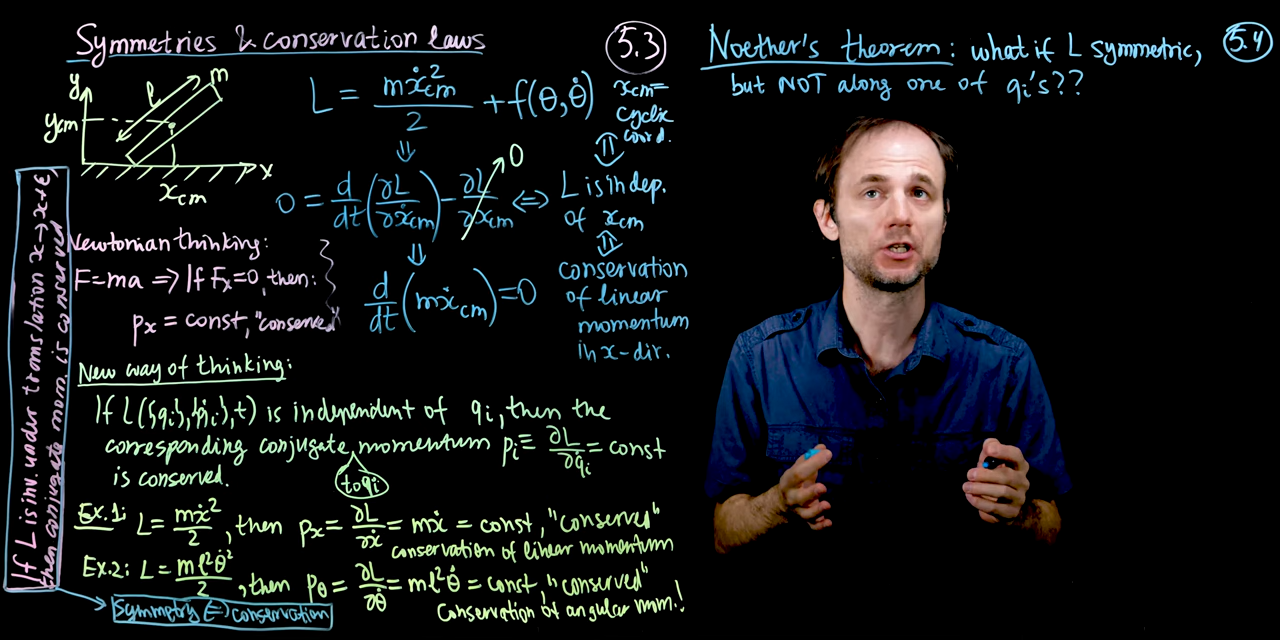 Symmetries & conservation laws
5.3
y
ycm
l
m
x
xcm
L = mẋ²cm/2 + f(θ,θ̇)
xcm =
cyclic
coord.
⇓
⇕
0 = d/dt (∂L/∂ẋcm) − ∂L/∂xcm ⇔ L is indep.
0
of xcm
⇓
⇕
d/dt (mẋcm) = 0
conservation
of linear
momentum
in x-dir.
Newtonian thinking:
F=ma => If Fx=0, then:
px = const, "conserved"
New way of thinking:
If L({qi},{q̇i},t) is independent of qi, then the
corresponding conjugate momentum pi ≡ ∂L/∂q̇i = const
is conserved.
to qi
Ex.1: L = mẋ²/2, then px = ∂L/∂ẋ = mẋ = const, "conserved"
conservation of linear momentum
Ex.2: L = ml²θ̇²/2, then pθ = ∂L/∂θ̇ = ml²θ̇ = const, "conserved"
Conservation of angular mom.!
symmetry ⇔ conservation
If L is inv. under translation x→x+ε,
then conjugate mom. is conserved
Noether's theorem: what if L symmetric,
but NOT along one of qi's??
5.4